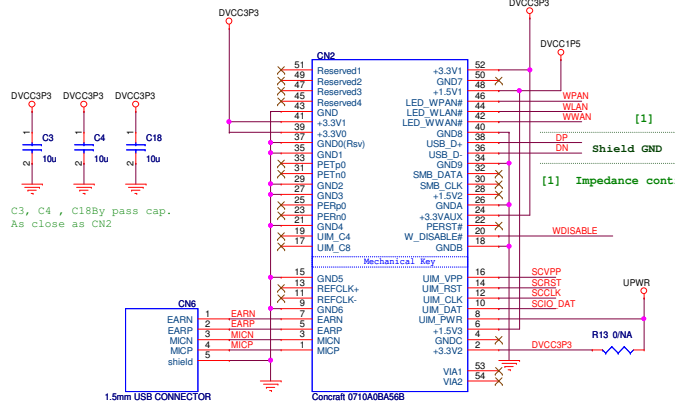 DVCC3P3
DVCC3P3
DVCC1P5
DVCC3P3 DVCC3P3 DVCC3P3
1 1 1
C3 C4 C18
10u 10u 10u
2 2 2
C3, C4 , C18By pass cap.
As close as CN2
CN2
51 Reserved1 +3.3V1 52
49 Reserved2 GND7 50
47 Reserved3 +1.5V1 48
45 Reserved4 LED_WPAN# 46 WPAN
43 GND LED_WLAN# 44 WLAN
41 +3.3V1 LED_WWAN# 42 WWAN
39 +3.3V0 GND8 40
37 GND0(Rsv) USB_D+ 38 DP
35 GND1 USB_D- 36 DN
33 PETp0 GND9 34
31 PETn0 SMB_DATA 32
29 GND2 SMB_CLK 30
27 GND3 +1.5V2 28
25 PERp0 GNDA 26
23 PERn0 +3.3VAUX 24
21 GND4 PERST# 22
19 UIM_C4 W_DISABLE# 20 WDISABLE
17 UIM_C8 GNDB 18
Mechanical Key
15 GND5 UIM_VPP 16 SCVPP
13 REFCLK+ UIM_RST 14 SCRST
11 REFCLK- UIM_CLK 12 SCCLK
9 GND6 UIM_DAT 10 SCIO_DAT
7 EARN UIM_PWR 8
5 EARP +1.5V3 6
3 MICN GNDC 4
1 MICP +3.3V2 2 DVCC3P3
VIA1 53
VIA2 54
Concraft 0710A0BA56B
[1]
Shield GND
[1] Impedance cont
UPWR
R13 0/NA
CN6
EARN 1 EARN
EARP 2 EARP
MICN 3 MICN
MICP 4 MICP
shield 5
1.5mm USB CONNECTOR